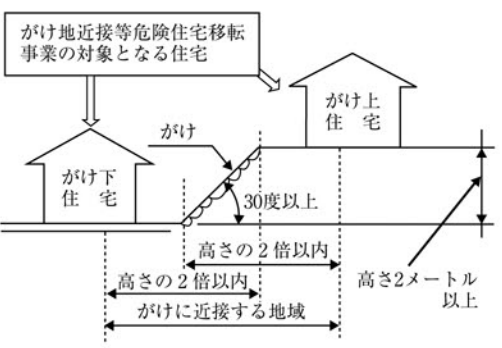 がけ地近接等危険住宅移転
事業の対象となる住宅
がけ上
住　宅
がけ
がけ下
住　宅
30度以上
高さの２倍以内
高さの２倍以内
高さ2メートル
以上
がけに近接する地域